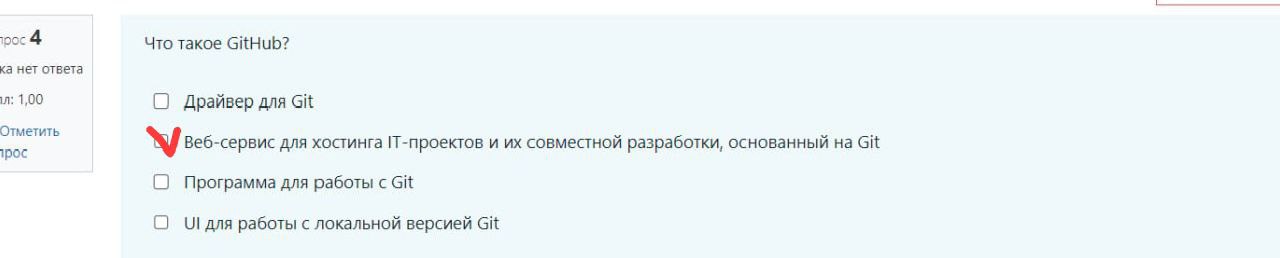 прос 4
ка нет ответа
лл: 1,00
Отметить
прос
Что такое GitHub?
Драйвер для Git
Веб-сервис для хостинга IT-проектов и их совместной разработки, основанный на Git
Программа для работы с Git
UI для работы с локальной версией Git